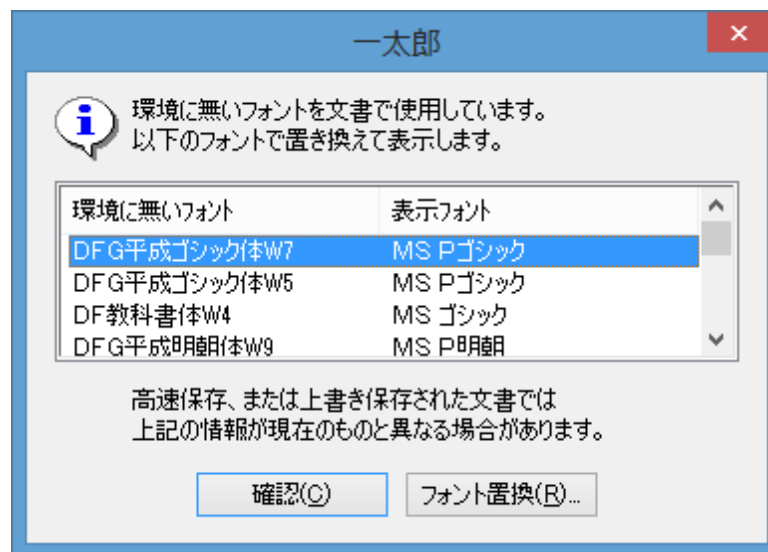 一太郎
環境に無いフォントを文書で使用しています。
以下のフォントで置き換えて表示します。
環境に無いフォント 表示フォント
DFG平成ゴシック体W7 MS Pゴシック
DFG平成ゴシック体W5 MS Pゴシック
DF教科書体W4 MS ゴシック
DFG平成明朝体W9 MS P明朝
高速保存、または上書き保存された文書では
上記の情報が現在のものと異なる場合があります。
確認(C) フォント置換(R)...